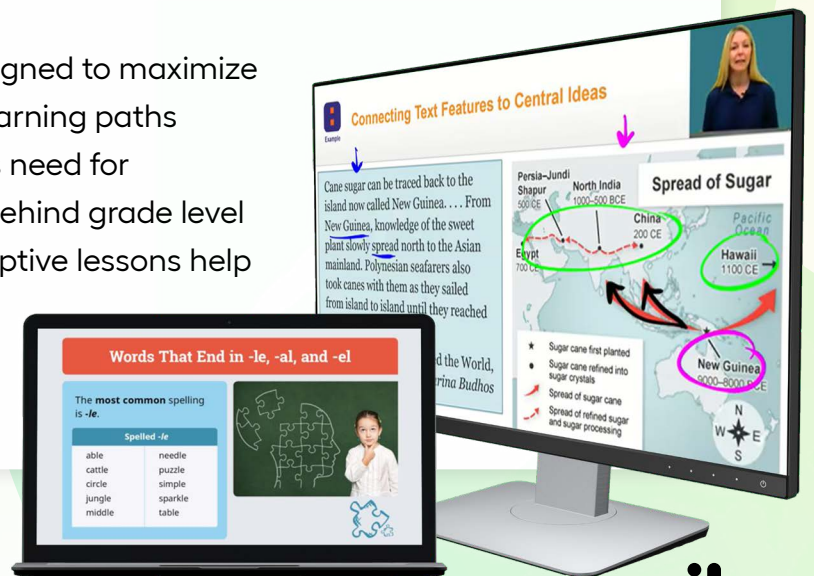 gned to maximize
arning paths
s need for
ehind grade level
ptive lessons help
Example
Connecting Text Features to Central Ideas
Cane sugar can be traced back to the
island now called New Guinea. . . . From
New Guinea, knowledge of the sweet
plant slowly spread north to the Asian
mainland. Polynesian seafarers also
took canes with them as they sailed
from island to island until they reached
d the World,
rina Budhos
Spread of Sugar
Persia–Jundi
Shapur
500 CE
North India
1000–500 BCE
China
200 CE
Egypt
700 CE
Pacific
Ocean
Hawaii
1100 CE
New Guinea
9000–8000 BCE
Sugar cane first planted
Sugar cane refined into
sugar crystals
Spread of sugar cane
Spread of refined sugar
and sugar processing
N
W E
S
Words That End in -le, -al, and -el
The most common spelling
is -le.
Spelled -le
able needle
cattle puzzle
circle simple
jungle sparkle
middle table